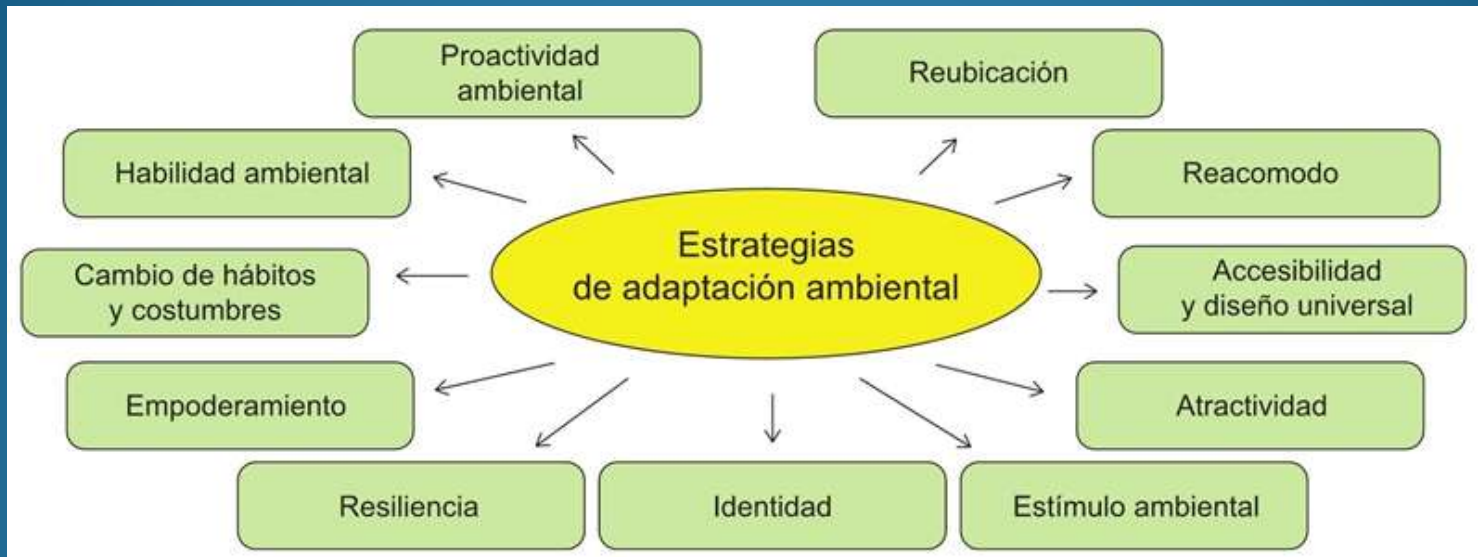 Proactividad
ambiental
Reubicación
Habilidad ambiental
Reacomodo
Estrategias
de adaptación ambiental
Cambio de hábitos
y costumbres
Accesibilidad
y diseño universal
Empoderamiento
Atractividad
Resiliencia
Identidad
Estímulo ambiental